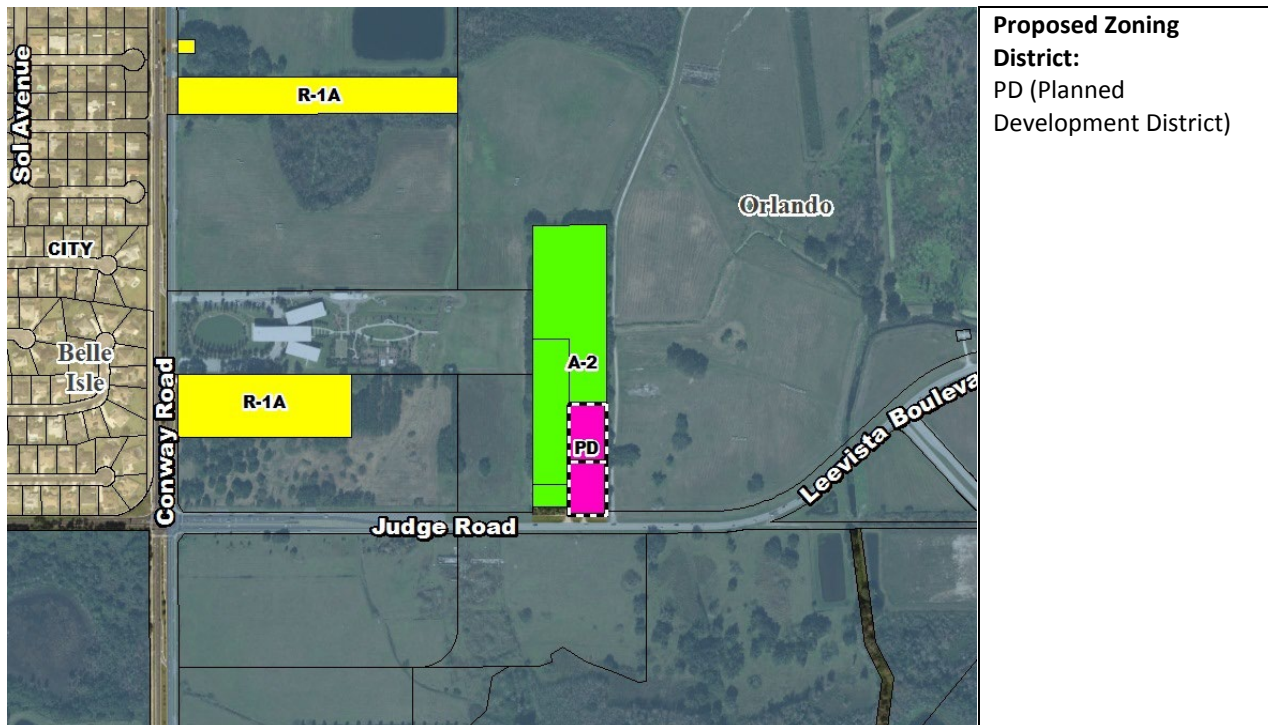 Proposed Zoning
District:
PD (Planned
Development District)
Sol Avenue
R-1A
Orlando
CITY
Belle
Isle
A-2
R-1A
Conway Road
PD
Leevista Bouleva
Judge Road